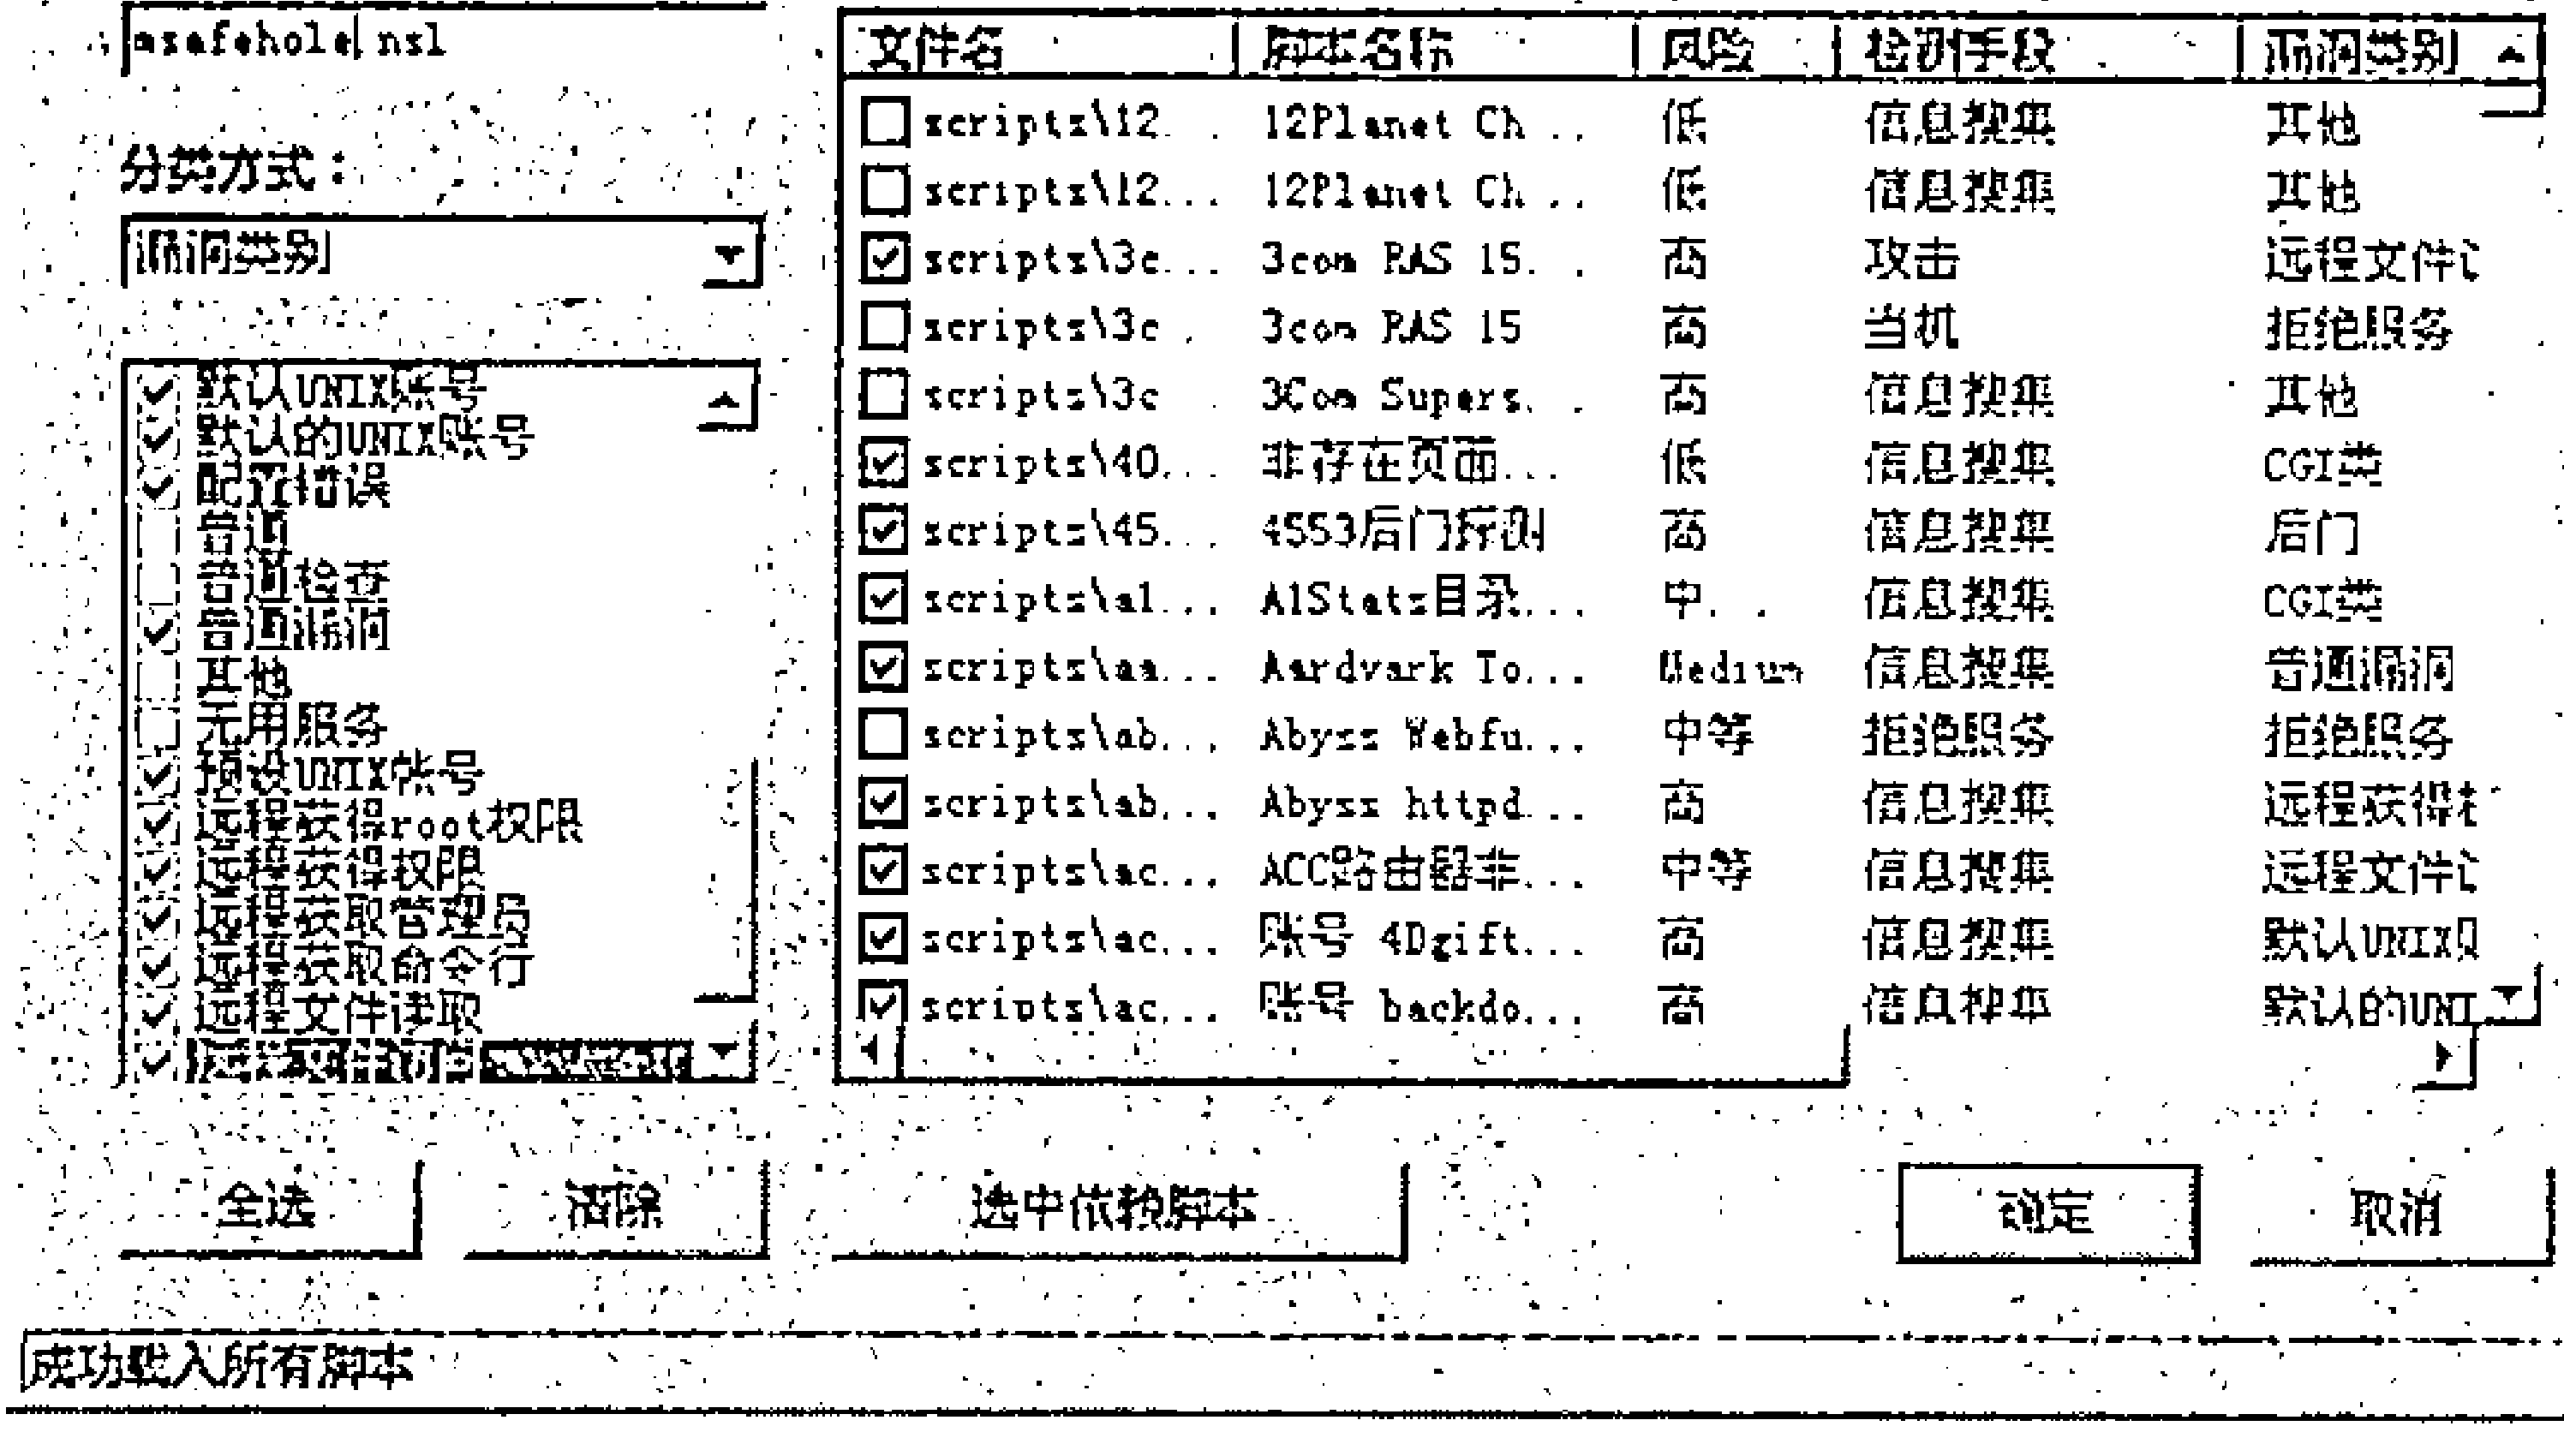 nsafehole.nsl
分类方式：
漏洞类别
默认UNIX账号
默认的UNIX账号
配置错误
普通
普通检查
普通漏洞
其他
无用服务
预设UNIX帐号
远程获得root权限
远程获得权限
远程获取管理员
远程获取命令行
远程文件读取
远程文件访问
文件名 脚本名称 风险 检测手段 漏洞类别
scripts\12... 12Planet Ch... 低 信息搜集 其他
scripts\12... 12Planet Ch... 低 信息搜集 其他
scripts\3c... 3com RAS 15... 高 攻击 远程文件
scripts\3c 3com RAS 15 高 当机 拒绝服务
scripts\3c 3Com Supers... 高 信息搜集 其他
scripts\40... 非存在页面... 低 信息搜集 CGI类
scripts\45... 4553后门探测 高 信息搜集 后门
scripts\a1... A1Stats目录... 中... 信息搜集 CGI类
scripts\aa... Aardvark To... Medium 信息搜集 普通漏洞
scripts\ab... Abyss Webfu... 中等 拒绝服务 拒绝服务
scripts\ab... Abyss httpd... 高 信息搜集 远程获得
scripts\ac... ACC路由器非... 中等 信息搜集 远程文件
scripts\ac... 账号 4Dgift... 高 信息搜集 默认UNIX
scripts\ac... 账号 backdo... 高 信息搜集 默认的UNI
全选 清除 选中依赖脚本 确定 取消
成功载入所有脚本